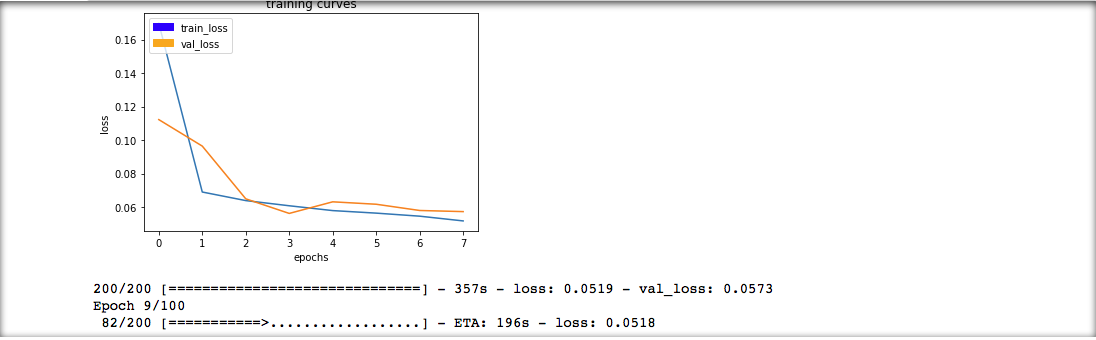 training curves
train_loss
val_loss
0.16
0.14
0.12
0.10
0.08
0.06
loss
0 1 2 3 4 5 6 7
epochs
200/200 [==============================] - 357s - loss: 0.0519 - val_loss: 0.0573
Epoch 9/100
82/200 [===========>..................] - ETA: 196s - loss: 0.0518